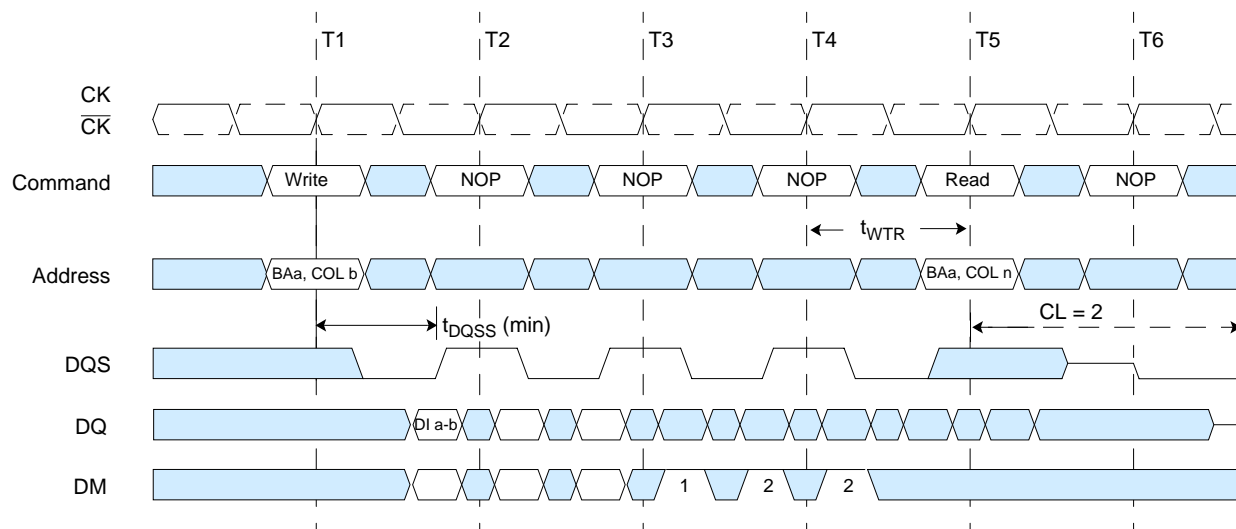 T1 T2 T3 T4 T5 T6
CK
CK
Command Write NOP NOP NOP Read NOP
tWTR
Address BAa, COL b BAa, COL n
tDQSS (min) CL = 2
DQS
DQ DI a-b
DM 1 2 2